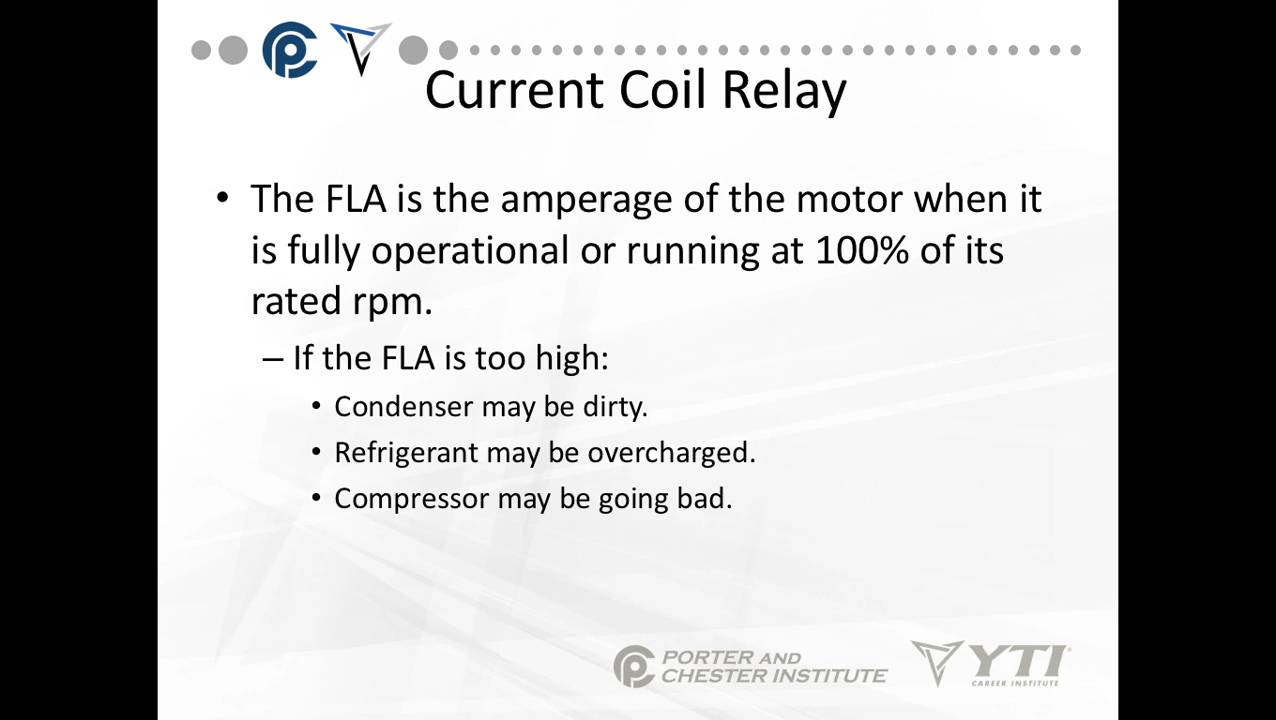 Current Coil Relay
• The FLA is the amperage of the motor when it
is fully operational or running at 100% of its
rated rpm.
– If the FLA is too high:
• Condenser may be dirty.
• Refrigerant may be overcharged.
• Compressor may be going bad.
PORTER AND
CHESTER INSTITUTE
YTI®
CAREER INSTITUTE